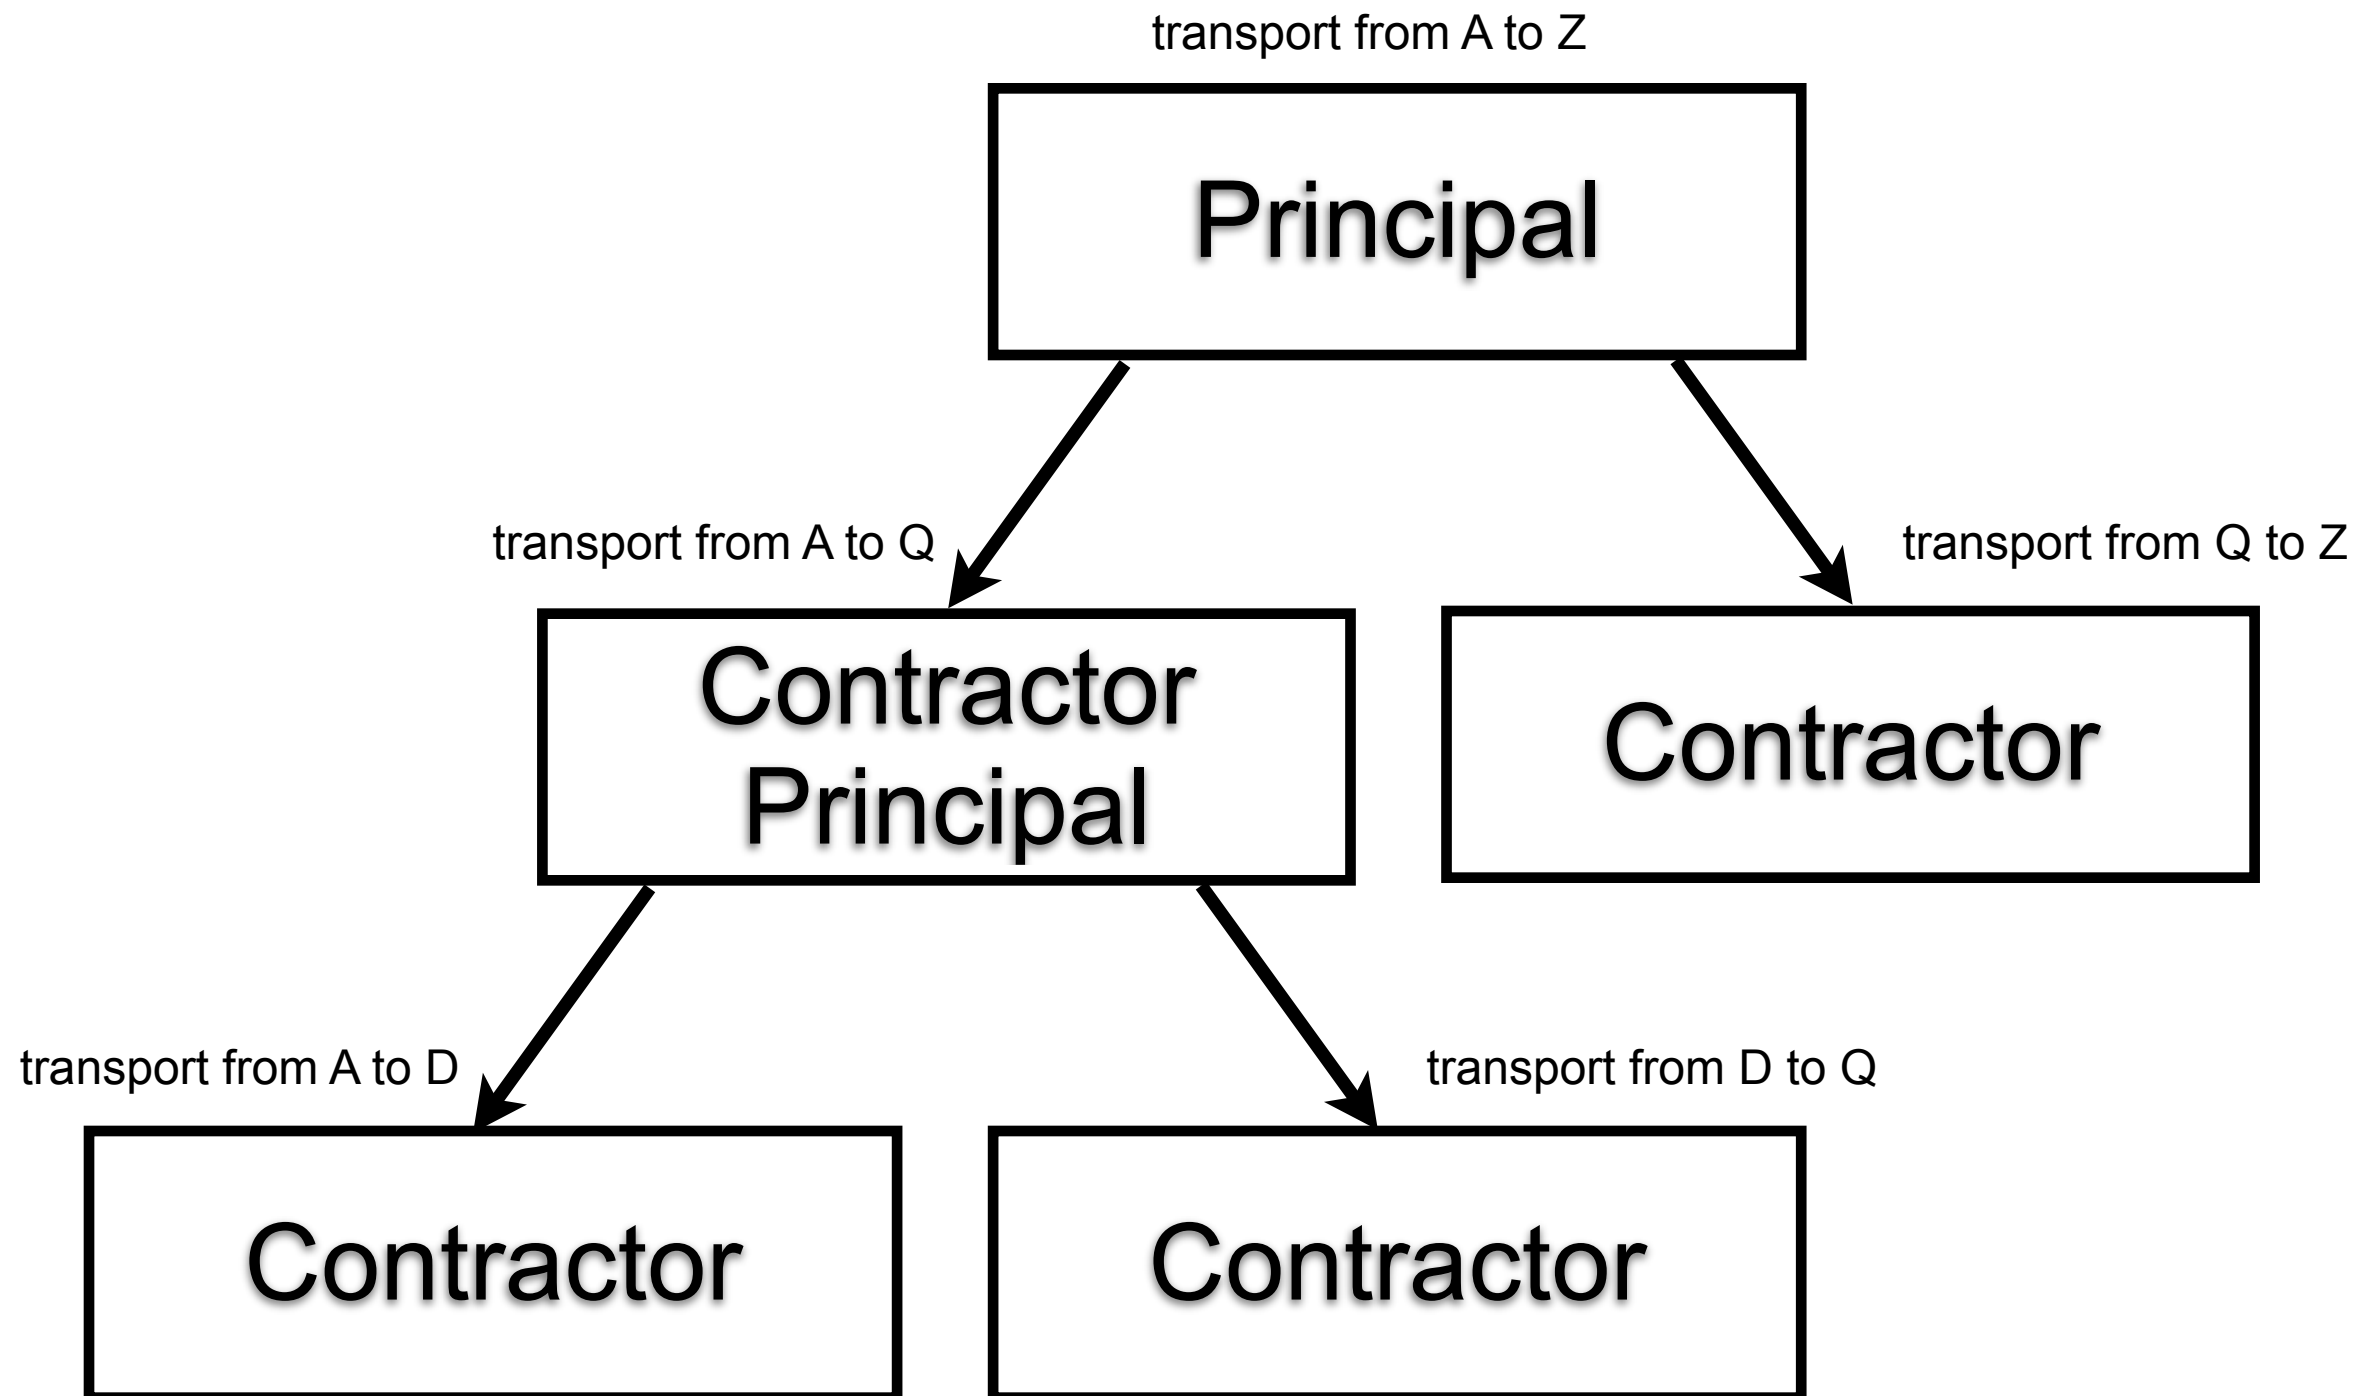 transport from A to Z
Principal
transport from A to Q
transport from Q to Z
Contractor
Principal
Contractor
transport from A to D
transport from D to Q
Contractor
Contractor